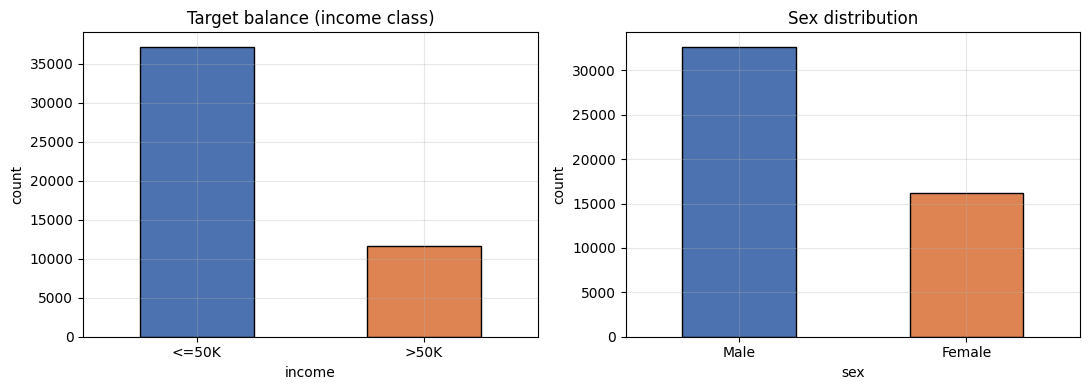 Target balance (income class)
35000
30000
25000
20000
15000
10000
5000
0
count
<=50K
>50K
income
Sex distribution
30000
25000
20000
15000
10000
5000
0
count
Male
Female
sex